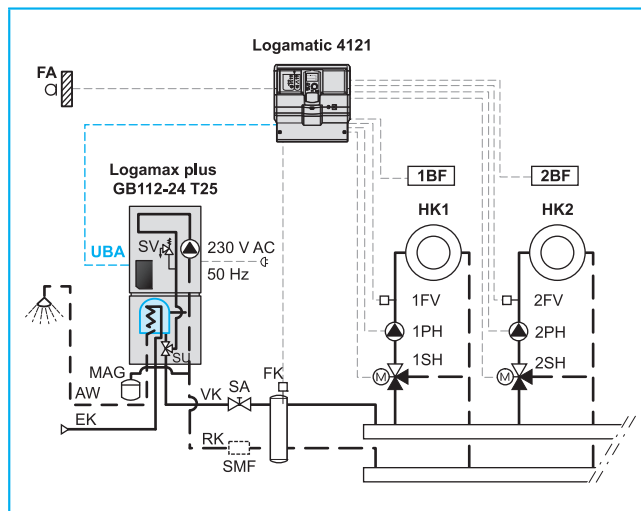 Logamatic 4121
FA
Logamax plus
GB112-24 T25
1BF
2BF
HK1
HK2
UBA
SV
230 V AC
50 Hz
1FV
2FV
1PH
2PH
SU
1SH
2SH
M
M
MAG
FK
AW
VK
SA
EK
RK
SMF